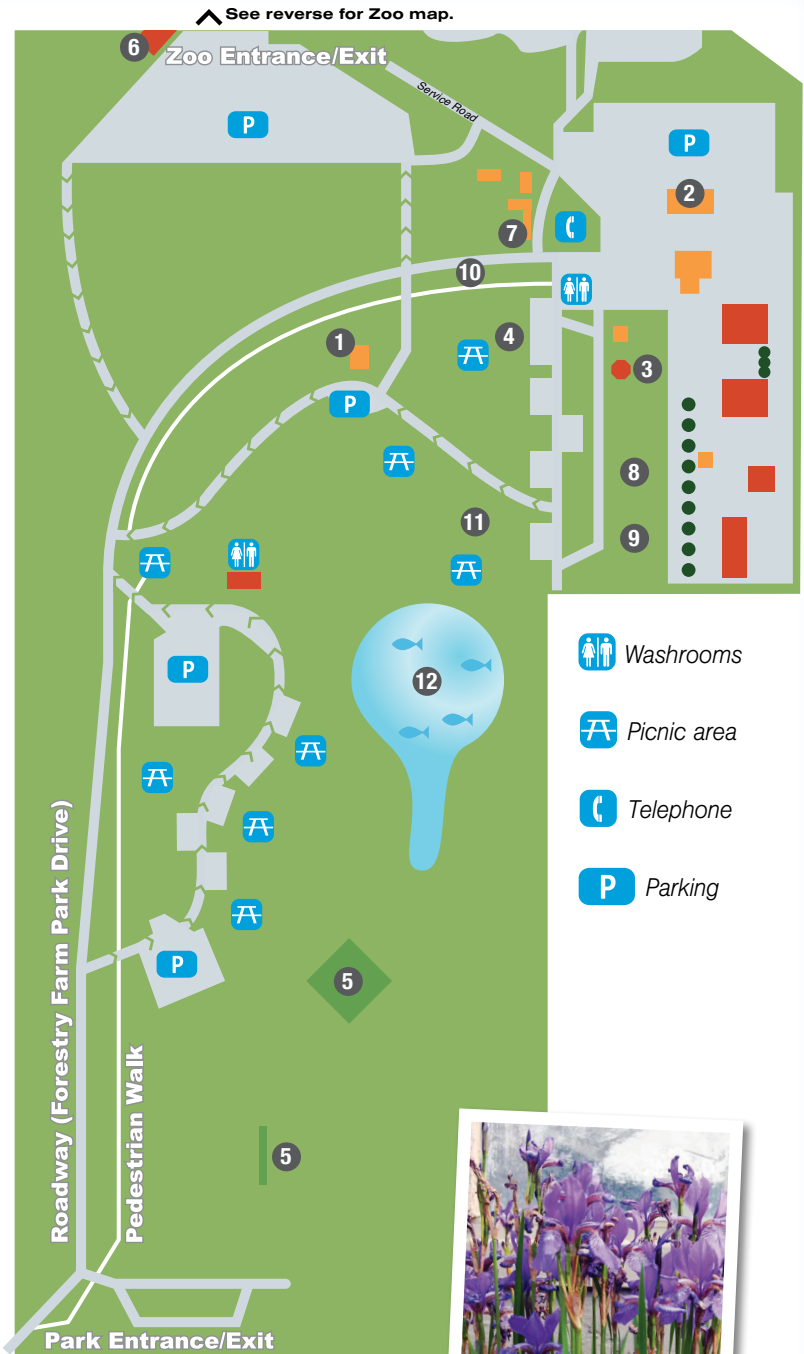 See reverse for Zoo map.
6
Zoo Entrance/Exit
P
Service Road
P
2
7
10
1
4
3
P
8
11
9
P
12
Washrooms
Picnic area
Telephone
P Parking
P
5
Roadway (Forestry Farm Park Drive)
Pedestrian Walk
5
Park Entrance/Exit